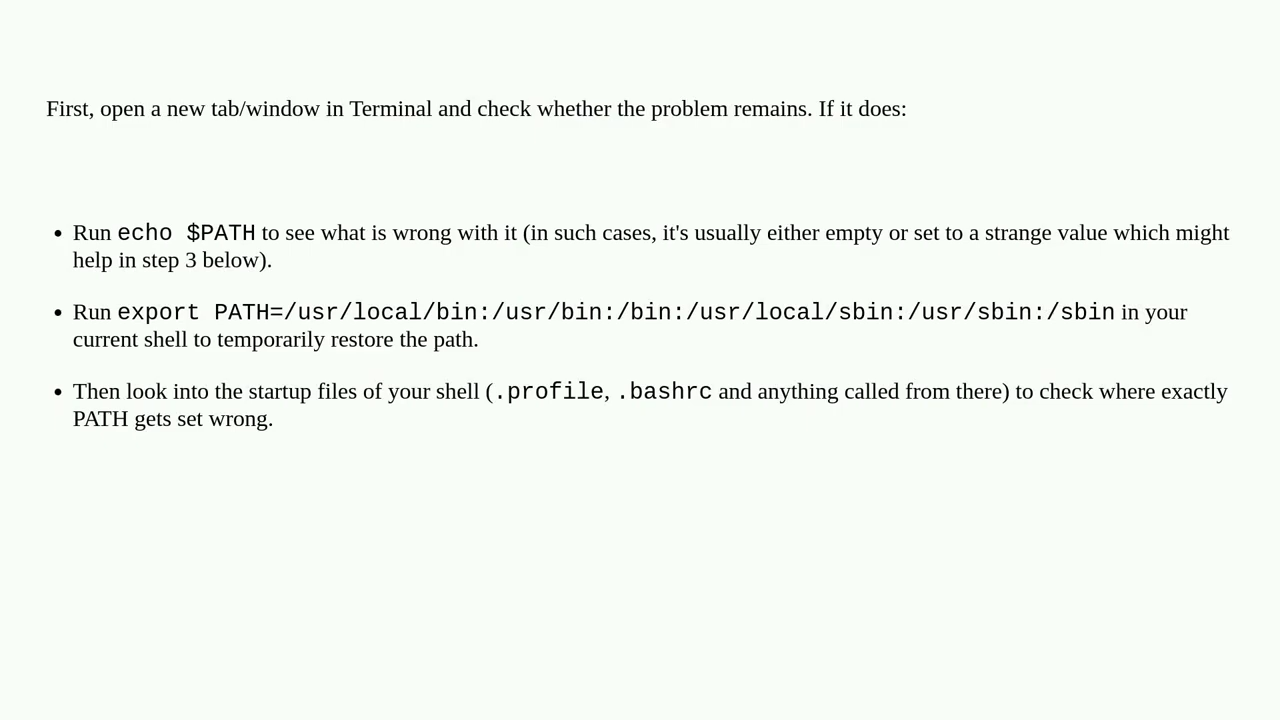 First, open a new tab/window in Terminal and check whether the problem remains. If it does:
• Run echo $PATH to see what is wrong with it (in such cases, it's usually either empty or set to a strange value which might
help in step 3 below).
• Run export PATH=/usr/local/bin:/usr/bin:/bin:/usr/local/sbin:/usr/sbin:/sbin in your
current shell to temporarily restore the path.
• Then look into the startup files of your shell (.profile, .bashrc and anything called from there) to check where exactly
PATH gets set wrong.